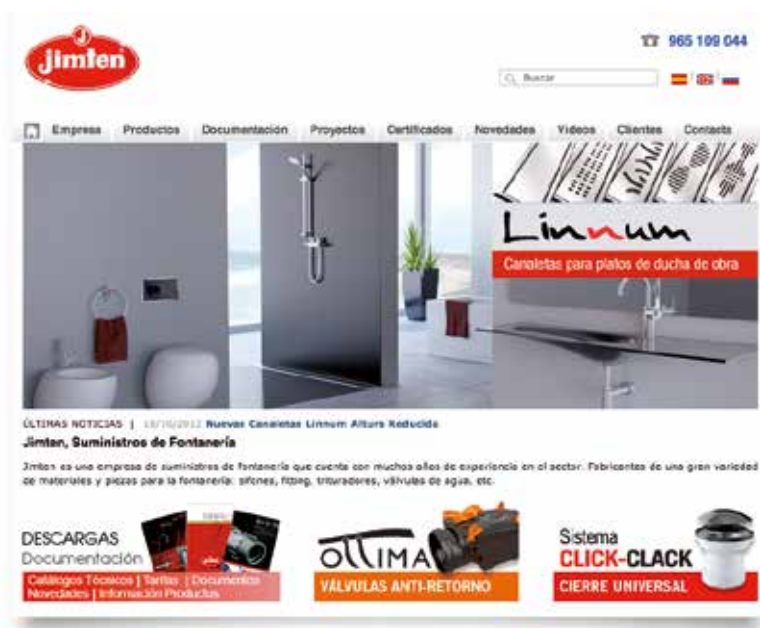 Jimten
965 109 044
Buscar
Empresa Productos Documentación Proyectos Certificados Novedades Videos Clientes Contacto
Linnum
Canaletas para platos de ducha de obra
ÚLTIMAS NOTICIAS | 18/10/2012 Nuevas Canaletas Linnum Altura Reducida
Jimten, Suministros de Fontanería
Jimten es una empresa de suministros de fontanería que cuenta con muchos años de experiencia en el sector. Fabricantes de una gran variedad
de materiales y piezas para la fontanería: sifones, fitting, trituradores, válvulas de agua, etc.
DESCARGAS
Documentación
Catálogos Técnicos | Tarifas | Documentos
Novedades | Información Productos
OTTIMA
VÁLVULAS ANTI-RETORNO
Sistema
CLICK-CLACK
CIERRE UNIVERSAL